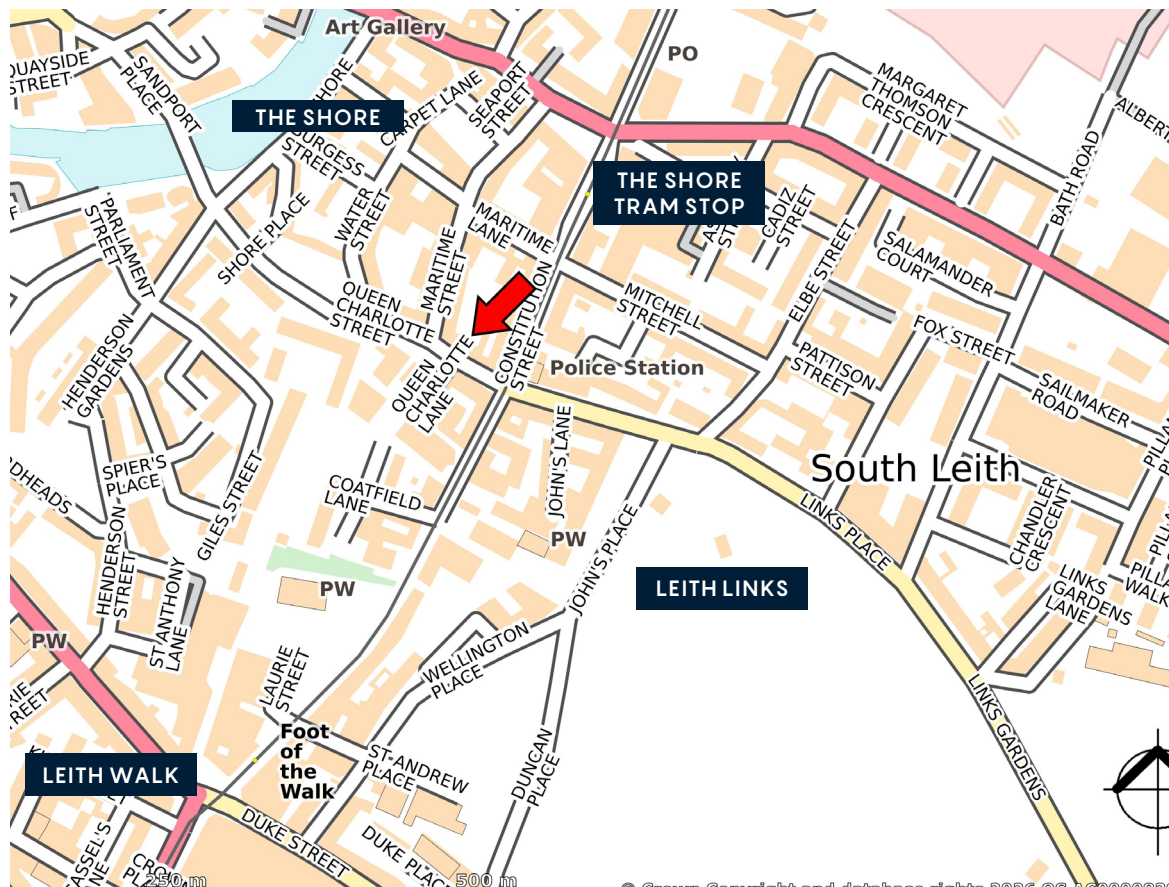 Art Gallery
PO
QUAYSIDE
STREET
SANDPORT
PLACE
THE SHORE
SHORE
CARPET LANE
SEAPORT
STREET
MARGARET
THOMSON
CRESCENT
BATH ROAD
BURGESS
STREET
THE SHORE
TRAM STOP
PARLIAMENT
STREET
SHORE PLACE
WATER
STREET
MARITIME
LANE
MARITIME
STREET
CADIZ
STREET
ELBE STREET
SALAMANDER
COURT
QUEEN
CHARLOTTE
STREET
CONSTITUTION
STREET
MITCHELL
STREET
FOX STREET
HENDERSON
GARDENS
QUEEN
CHARLOTTE
LANE
Police Station
PATTISON
STREET
SAILMAKER
ROAD
SPIER'S
PLACE
GILES STREET
COATFIELD
LANE
JOHN'S LANE
South Leith
LINKS PLACE
CHANDLER
CRESCENT
HENDERSON
STREET
PW
PW
JOHN'S PLACE
LEITH LINKS
LINKS
GARDENS
LANE
WALK
ST ANTHONY
LANE
PW
LAURIE
STREET
WELLINGTON
PLACE
LINKS GARDENS
Foot
of
the
Walk
LEITH WALK
ST ANDREW
PLACE
DUNCAN
PLACE
DUKE STREET
DUKE PLACE
250 m
500 m